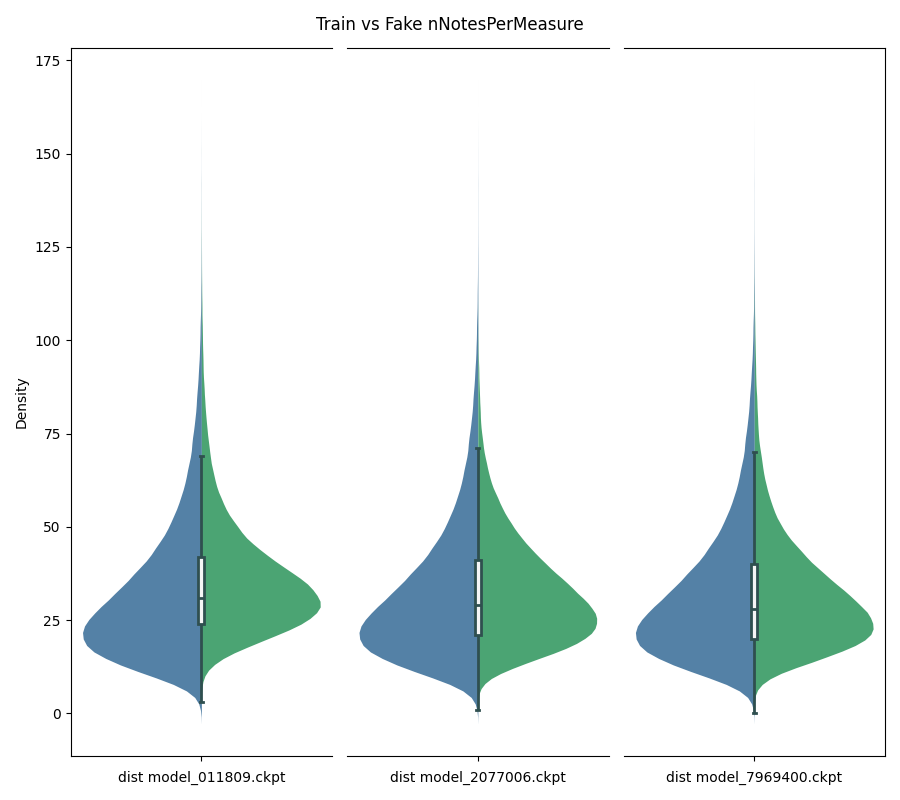 Train vs Fake nNotesPerMeasure
175
150
125
100
75
50
25
0
Density
dist model_011809.ckpt
dist model_2077006.ckpt
dist model_7969400.ckpt